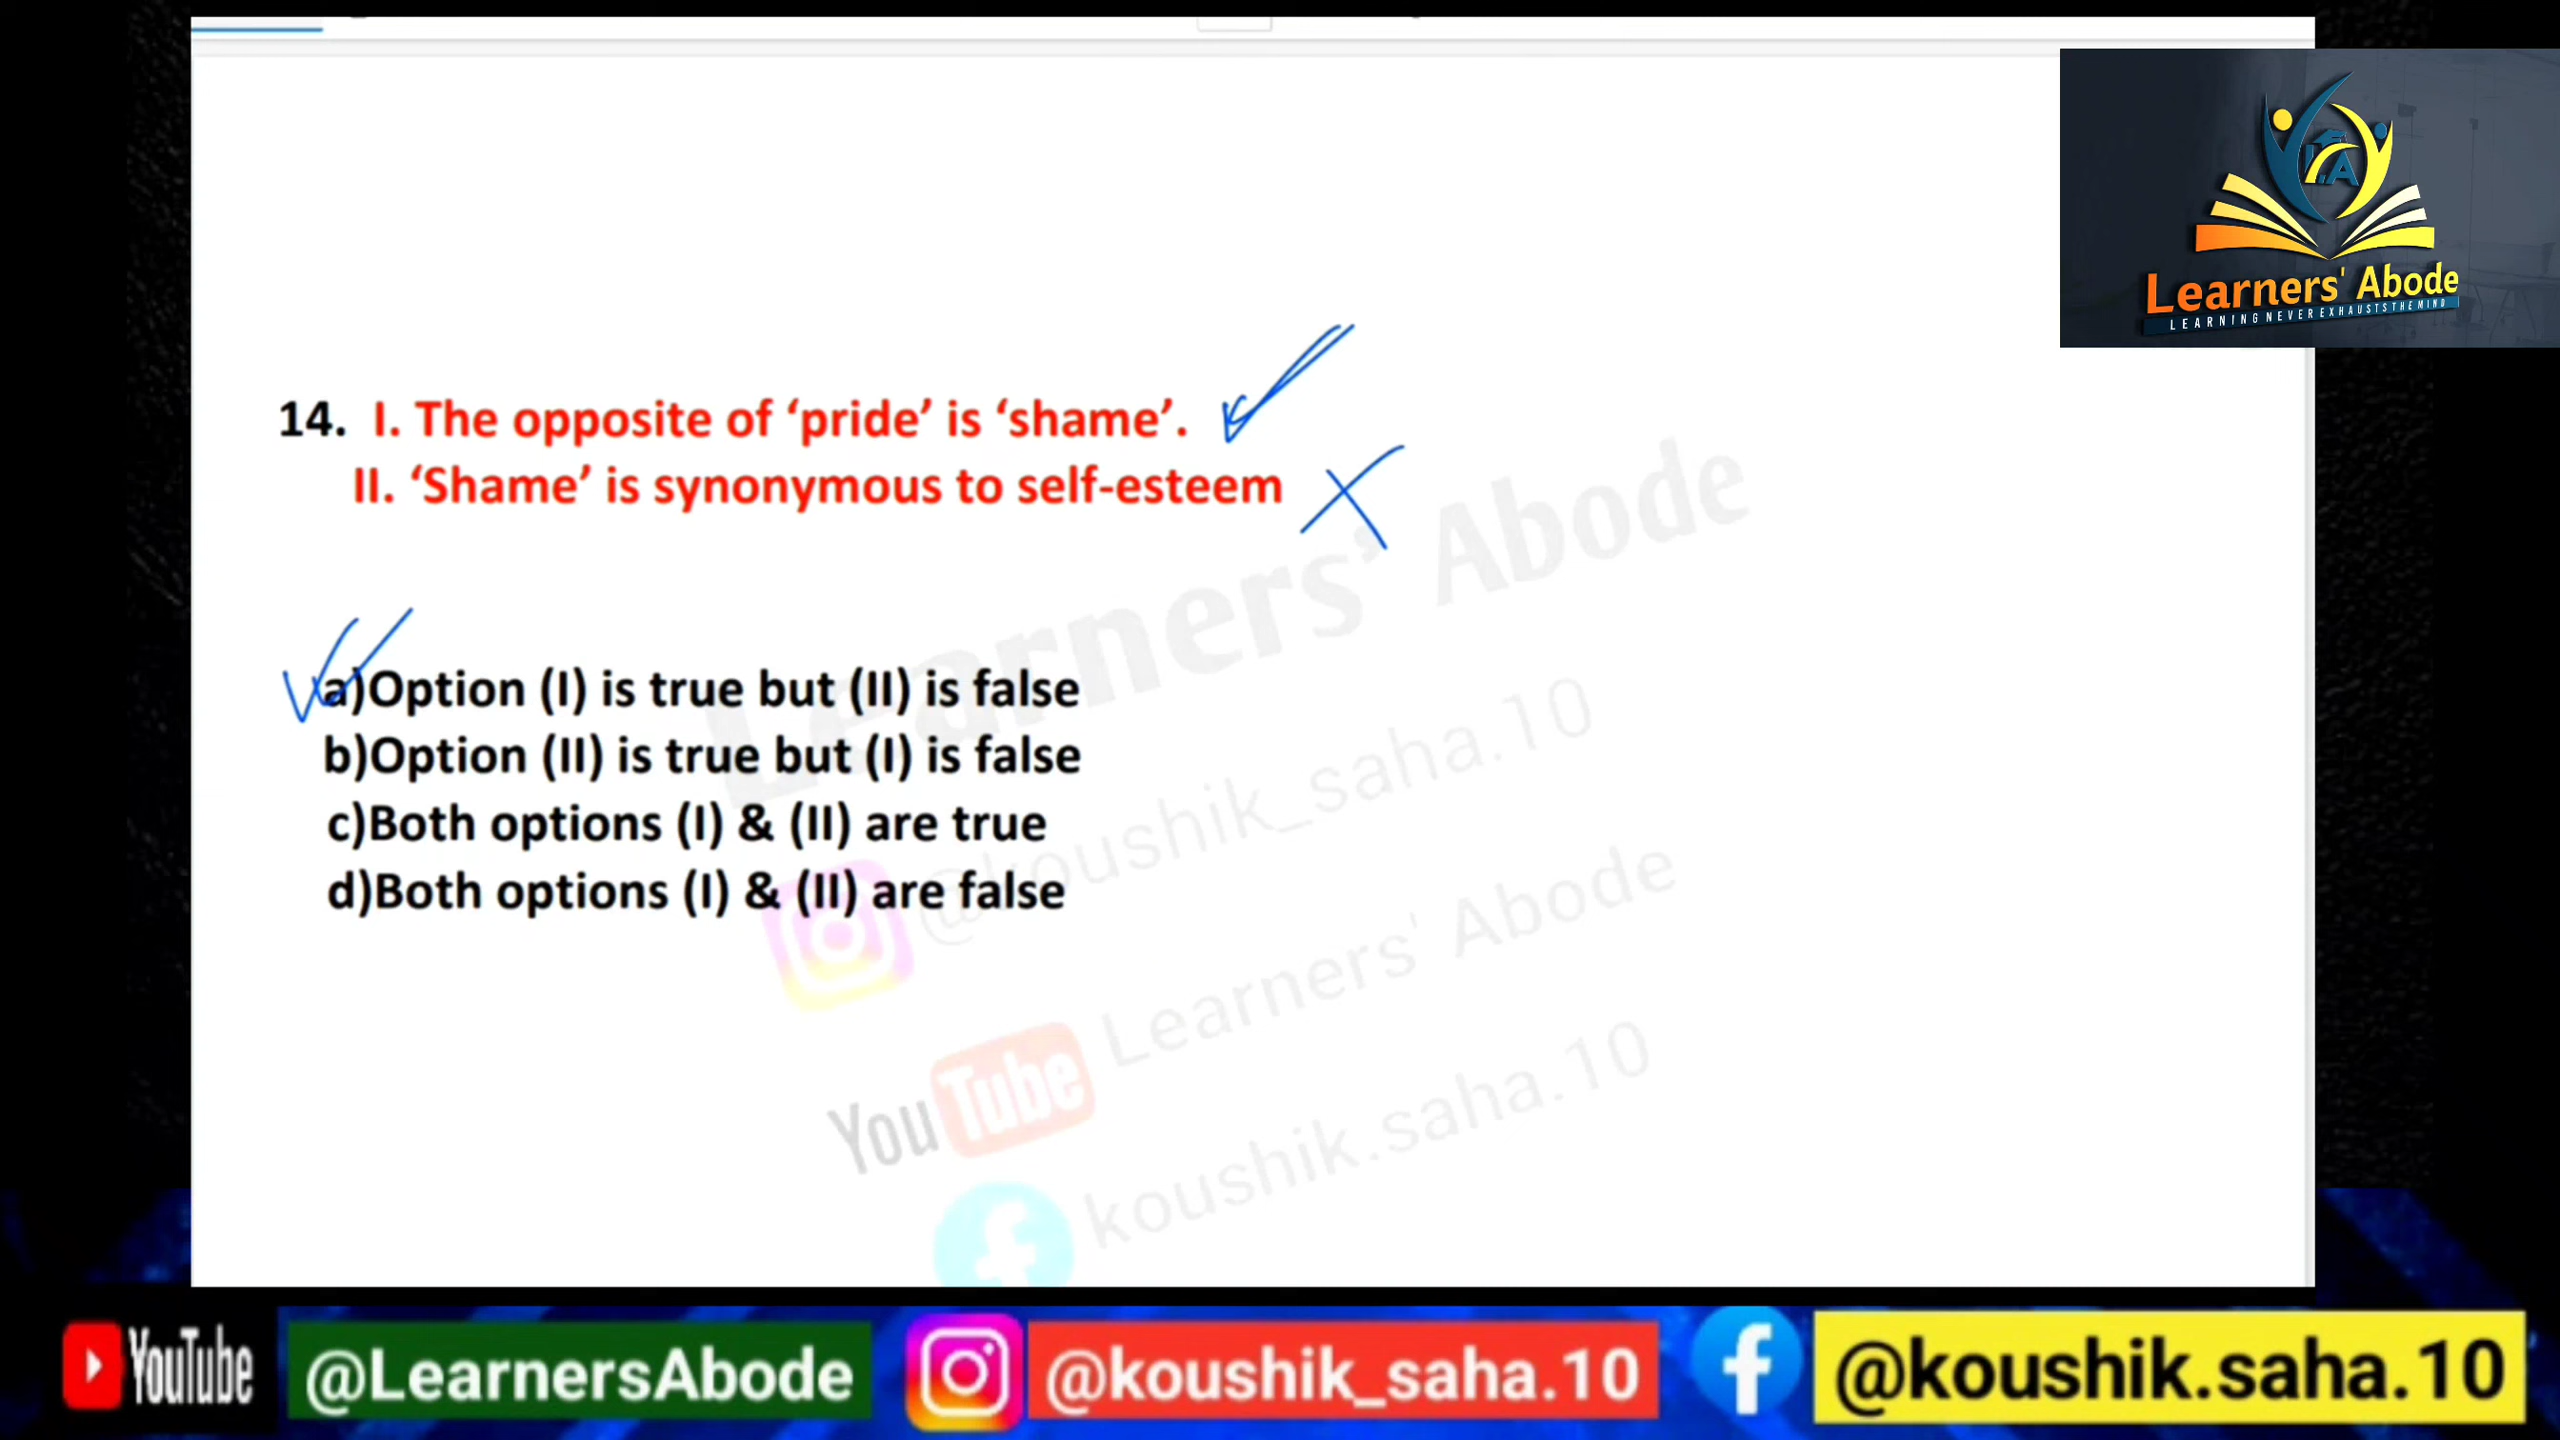 Learners' Abode
LEARNING NEVER EXHAUSTS THE MIND
14. I. The opposite of ‘pride’ is ‘shame’.
II. ‘Shame’ is synonymous to self-esteem
a)Option (I) is true but (II) is false
b)Option (II) is true but (I) is false
c)Both options (I) & (II) are true
d)Both options (I) & (II) are false
Learners' Abode
@koushik_saha.10
YouTube Learners' Abode
koushik.saha.10
YouTube @LearnersAbode @koushik_saha.10 @koushik.saha.10